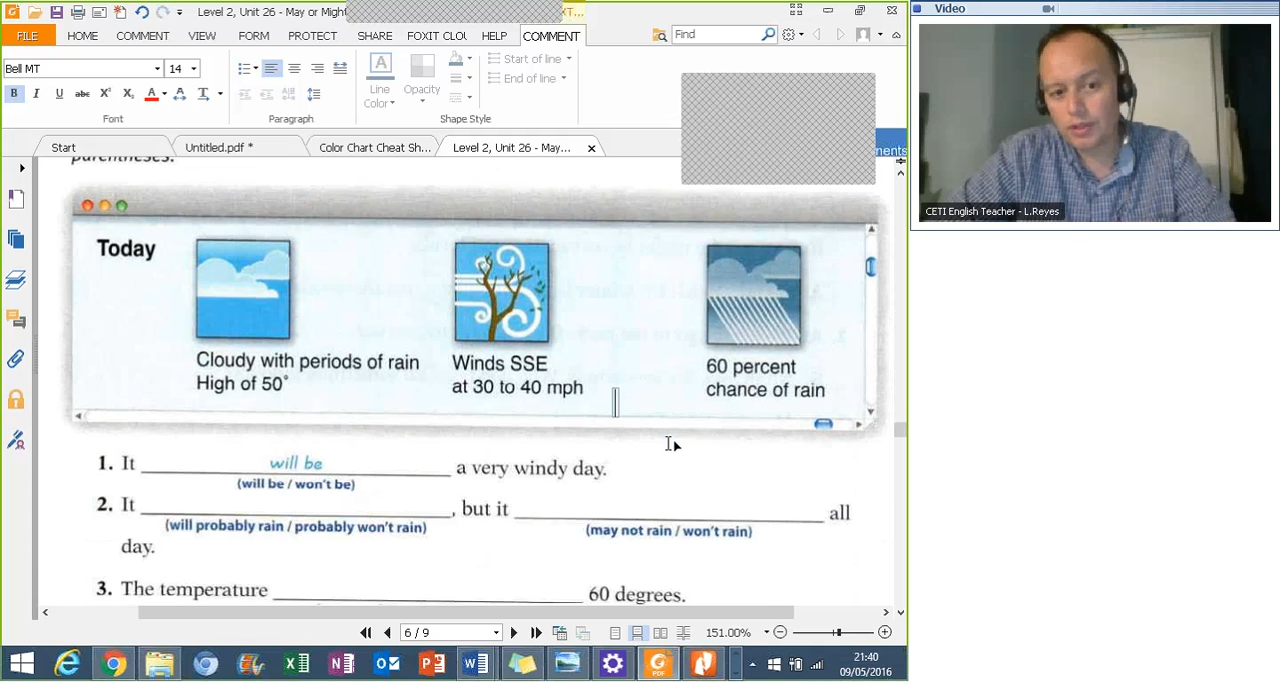 Level 2, Unit 26 - May or Migh
T...
Video
FILE
HOME
COMMENT
VIEW
FORM
PROTECT
SHARE
FOXIT CLOU
HELP
COMMENT
Find
Bell MT
14
B I U abc X² X₂ A A T
Font
Paragraph
Line
Color
Opacity
Start of line
End of line
Shape Style
Start
Untitled.pdf *
Color Chart Cheat Sh...
Level 2, Unit 26 - May...
nents
parentheses.
CETI English Teacher - L.Reyes
Today
Cloudy with periods of rain
High of 50°
Winds SSE
at 30 to 40 mph
60 percent
chance of rain
1. It will be a very windy day.
(will be / won't be)
2. It , but it all
(will probably rain / probably won't rain) (may not rain / won't rain)
day.
3. The temperature 60 degrees.
6 / 9
151.00%
21:40
09/05/2016